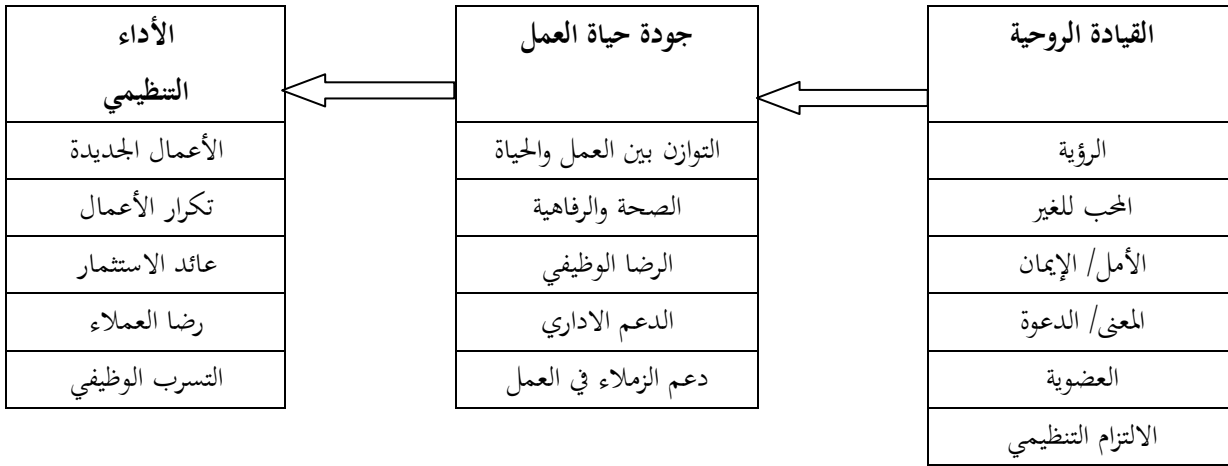 القيادة الروحية
الرؤية
المحب للغير
الأمل/ الإيمان
المعنى/ الدعوة
العضوية
الالتزام التنظيمي
جودة حياة العمل
التوازن بين العمل والحياة
الصحة والرفاهية
الرضا الوظيفي
الدعم الاداري
دعم الزملاء في العمل
الأداء
التنظيمي
الأعمال الجديدة
تكرار الأعمال
عائد الاستثمار
رضا العملاء
التسرب الوظيفي